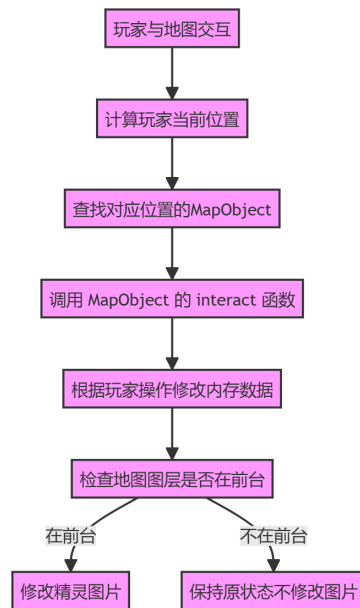 玩家与地图交互
计算玩家当前位置
查找对应位置的MapObject
调用 MapObject 的 interact 函数
根据玩家操作修改内存数据
检查地图图层是否在前台
在前台
不在前台
修改精灵图片
保持原状态不修改图片